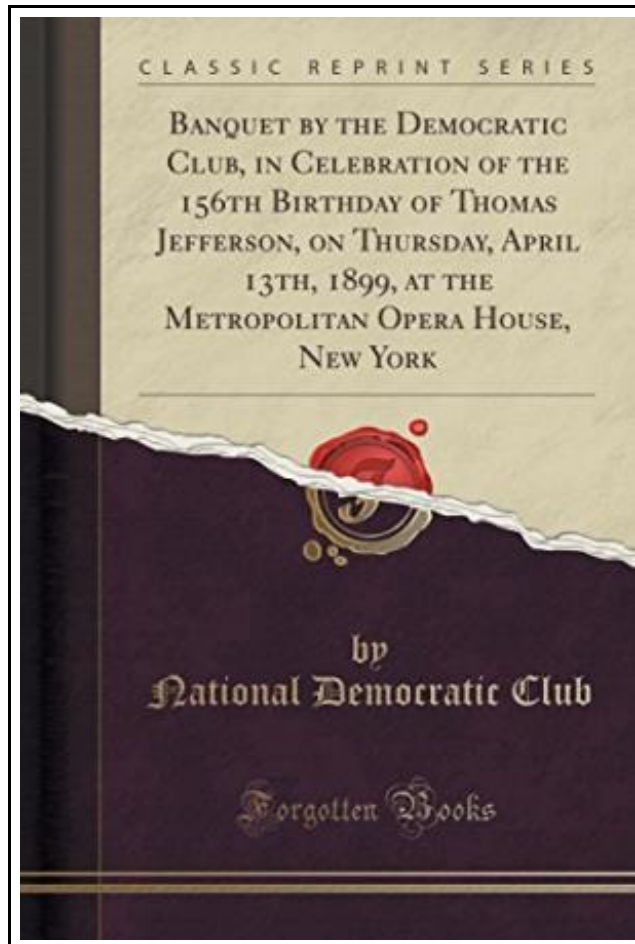 CLASSIC REPRINT SERIES
BANQUET BY THE DEMOCRATIC
CLUB, IN CELEBRATION OF THE
156TH BIRTHDAY OF THOMAS
JEFFERSON, ON THURSDAY, APRIL
13TH, 1899, AT THE
METROPOLITAN OPERA HOUSE,
NEW YORK
by
National Democratic Club
Forgotten Books